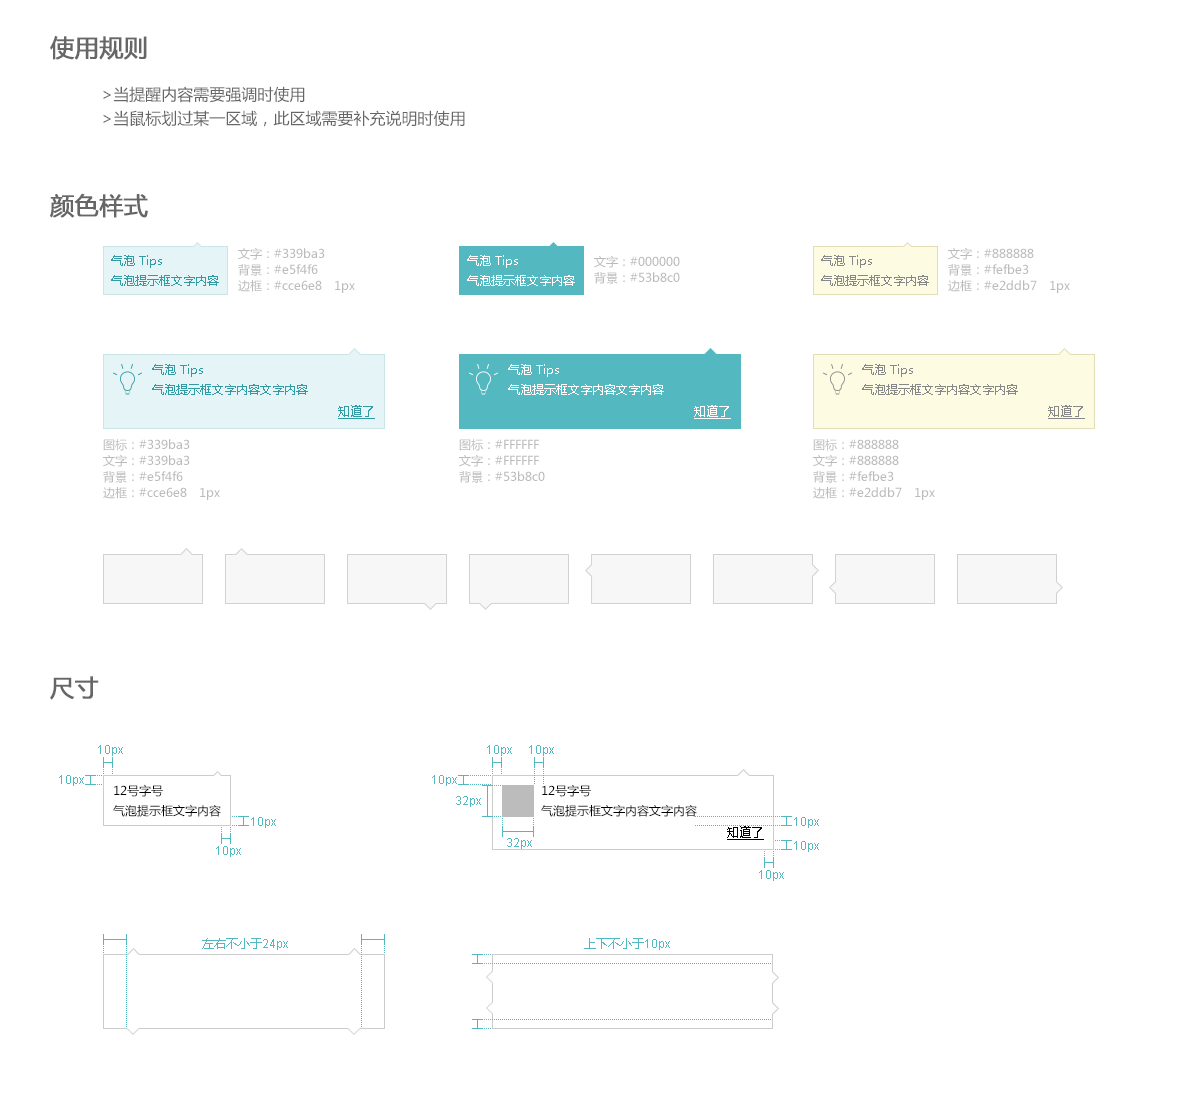 使用规则
>当提醒内容需要强调时使用
>当鼠标划过某一区域，此区域需要补充说明时使用
颜色样式
气泡 Tips
气泡提示框文字内容
文字：#339ba3
背景：#e5f4f6
边框：#cce6e8 1px
气泡 Tips
气泡提示框文字内容
文字：#000000
背景：#53b8c0
气泡 Tips
气泡提示框文字内容
文字：#888888
背景：#fefbe3
边框：#e2ddb7 1px
气泡 Tips
气泡提示框文字内容文字内容
知道了
图标：#339ba3
文字：#339ba3
背景：#e5f4f6
边框：#cce6e8 1px
气泡 Tips
气泡提示框文字内容文字内容
知道了
图标：#FFFFFF
文字：#FFFFFF
背景：#53b8c0
气泡 Tips
气泡提示框文字内容文字内容
知道了
图标：#888888
文字：#888888
背景：#fefbe3
边框：#e2ddb7 1px
尺寸
10px
10px
12号字号
气泡提示框文字内容
10px
10px
10px
10px
10px
32px
32px
12号字号
气泡提示框文字内容文字内容
知道了
10px
10px
10px
左右不小于24px
上下不小于10px